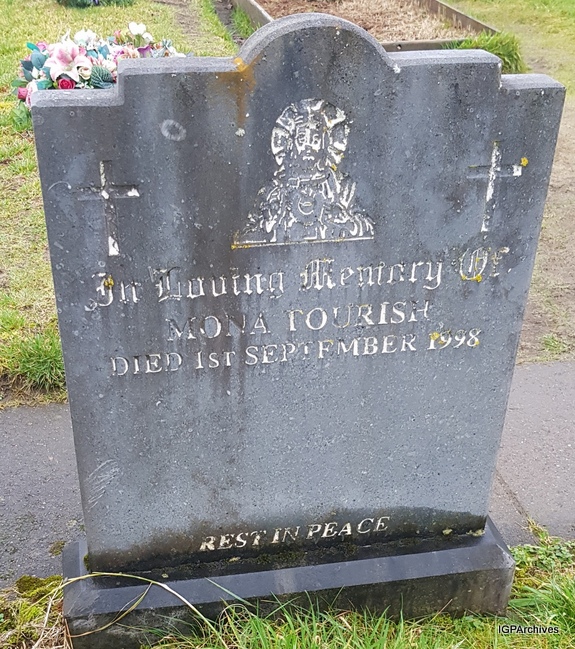 In Loving Memory Of
MONA TOURISH
DIED 1ST SEPTEMBER 1998
REST IN PEACE
IGPArchives